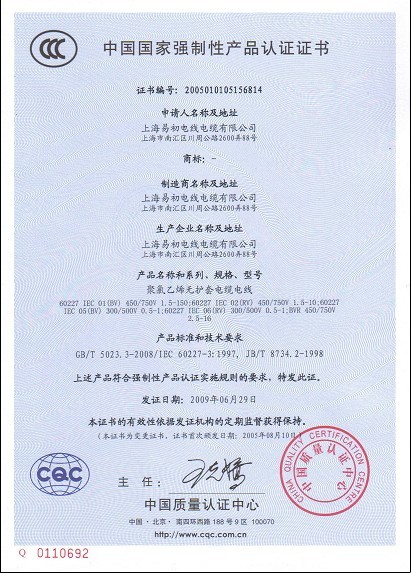 中国国家强制性产品认证证书
证书编号：2005010105156814
申请人名称及地址
上海易初电线电缆有限公司
上海市南汇区川周公路2600弄88号
商标：-
制造商名称及地址
上海易初电线电缆有限公司
上海市南汇区川周公路2600弄88号
生产企业名称及地址
上海易初电线电缆有限公司
上海市南汇区川周公路2600弄88号
产品名称和系列、规格、型号
聚氯乙烯无护套电缆电线
60227 IEC 01(BV) 450/750V 1.5-150;60227 IEC 02(RV) 450/750V 1.5-10;60227
IEC 05(BV) 300/500V 0.5-1;60227 IEC 06(RV) 300/500V 0.5-1;BVR 450/750V
2.5-16
产品标准和技术要求
GB/T 5023.3-2008/IEC 60227-3:1997, JB/T 8734.2-1998
上述产品符合强制性产品认证实施规则的要求，特发此证。
发证日期：2009年06月29日
本证书的有效性依据发证机构的定期监督获得保持。
（本证书为变更证书，证书首次颁发日期：2005年08月10日）
CQC
主任：
CHINA QUALITY CERTIFICATION CENTRE
中国质量认证中心
中国质量认证中心
中国·北京·南四环西路188号9区 100070
http://www.cqc.com.cn
Q 0110692